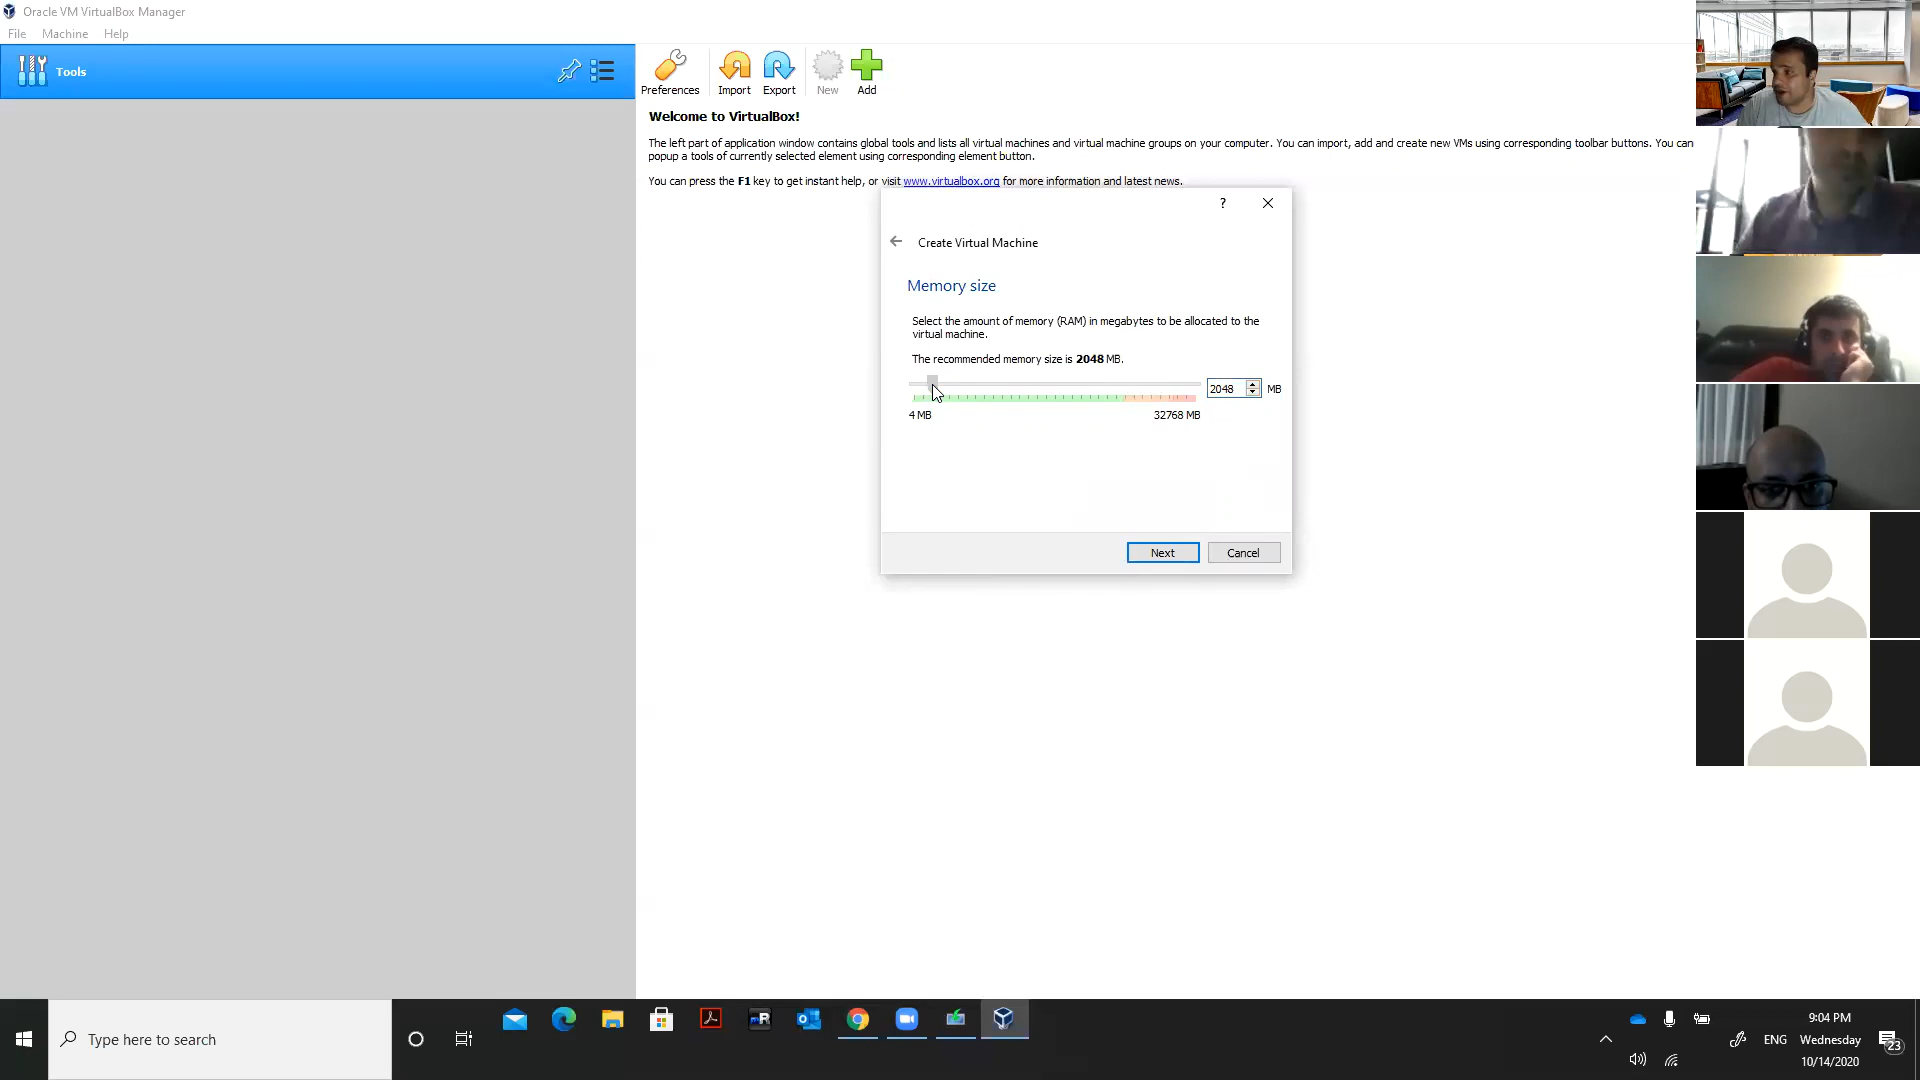 Oracle VM VirtualBox Manager
File Machine Help
Tools
Preferences Import Export New Add
Welcome to VirtualBox!
The left part of application window contains global tools and lists all virtual machines and virtual machine groups on your computer. You can import, add and create new VMs using corresponding toolbar buttons. You can
popup a tools of currently selected element using corresponding element button.
You can press the F1 key to get instant help, or visit www.virtualbox.org for more information and latest news.
?
Create Virtual Machine
Memory size
Select the amount of memory (RAM) in megabytes to be allocated to the
virtual machine.
The recommended memory size is 2048 MB.
2048 MB
4 MB 32768 MB
Next Cancel
Type here to search
9:04 PM
ENG Wednesday 23
10/14/2020